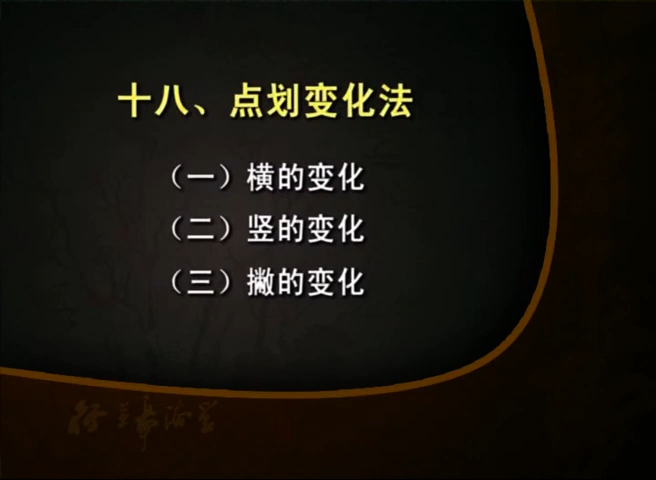 十八、点划变化法
（一）横的变化
（二）竖的变化
（三）撇的变化